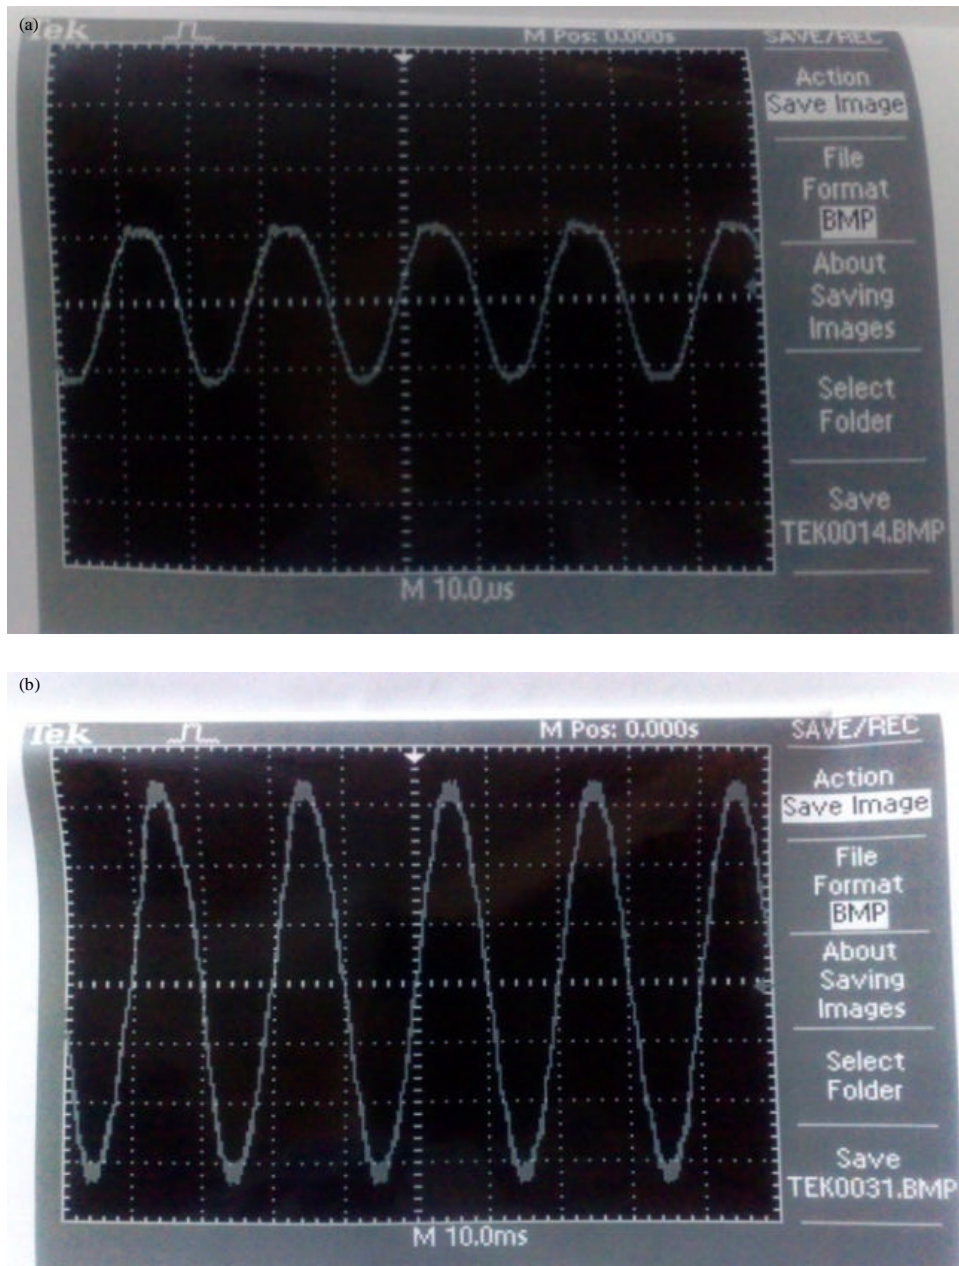 (a)
Tek
M Pos: 0.000s
SAVE/REC
Action
Save Image
File
Format
BMP
About
Saving
Images
Select
Folder
Save
TEK0014.BMP
M 10.0µs
(b)
Tek
M Pos: 0.000s
SAVE/REC
Action
Save Image
File
Format
BMP
About
Saving
Images
Select
Folder
Save
TEK0031.BMP
M 10.0ms